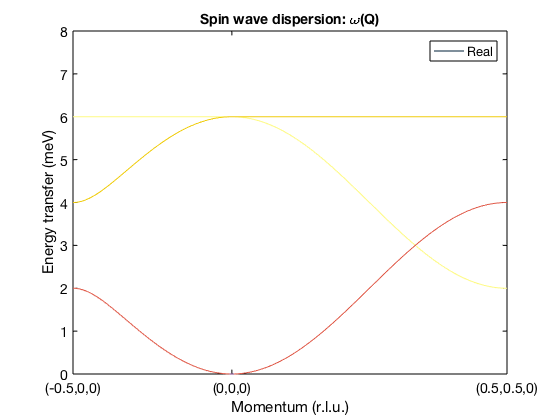 Spin wave dispersion: ω(Q)
Real
8
7
6
5
4
3
2
1
0
Energy transfer (meV)
(-0.5,0,0) (0,0,0) (0.5,0.5,0)
Momentum (r.l.u.)